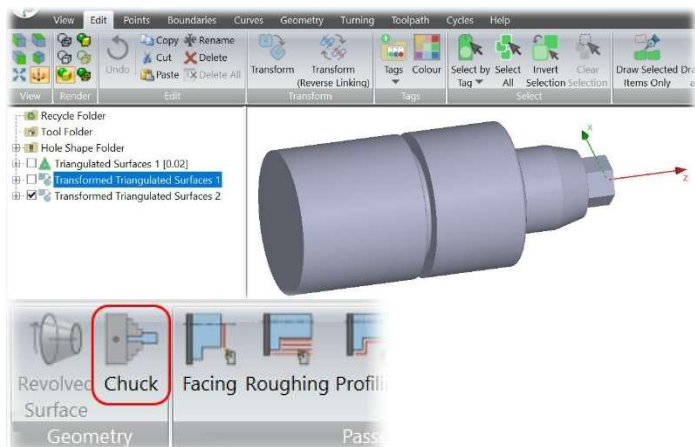 View Edit Points Boundaries Curves Geometry Turning Toolpath Cycles Help
Undo
Copy Rename
Cut Delete
Paste Delete All
Transform
Transform
(Reverse Linking)
Tags
Colour
Select by
Tag
Select
All
Invert
Selection
Clear
Selection
Draw Selected
Items Only
View Render Edit Transform Tags Select
Recycle Folder
Tool Folder
Hole Shape Folder
Triangulated Surfaces 1 [0.02]
Transformed Triangulated Surfaces 1
Transformed Triangulated Surfaces 2
X
Z
Revolved
Surface
Chuck
Facing Roughing
Geometry